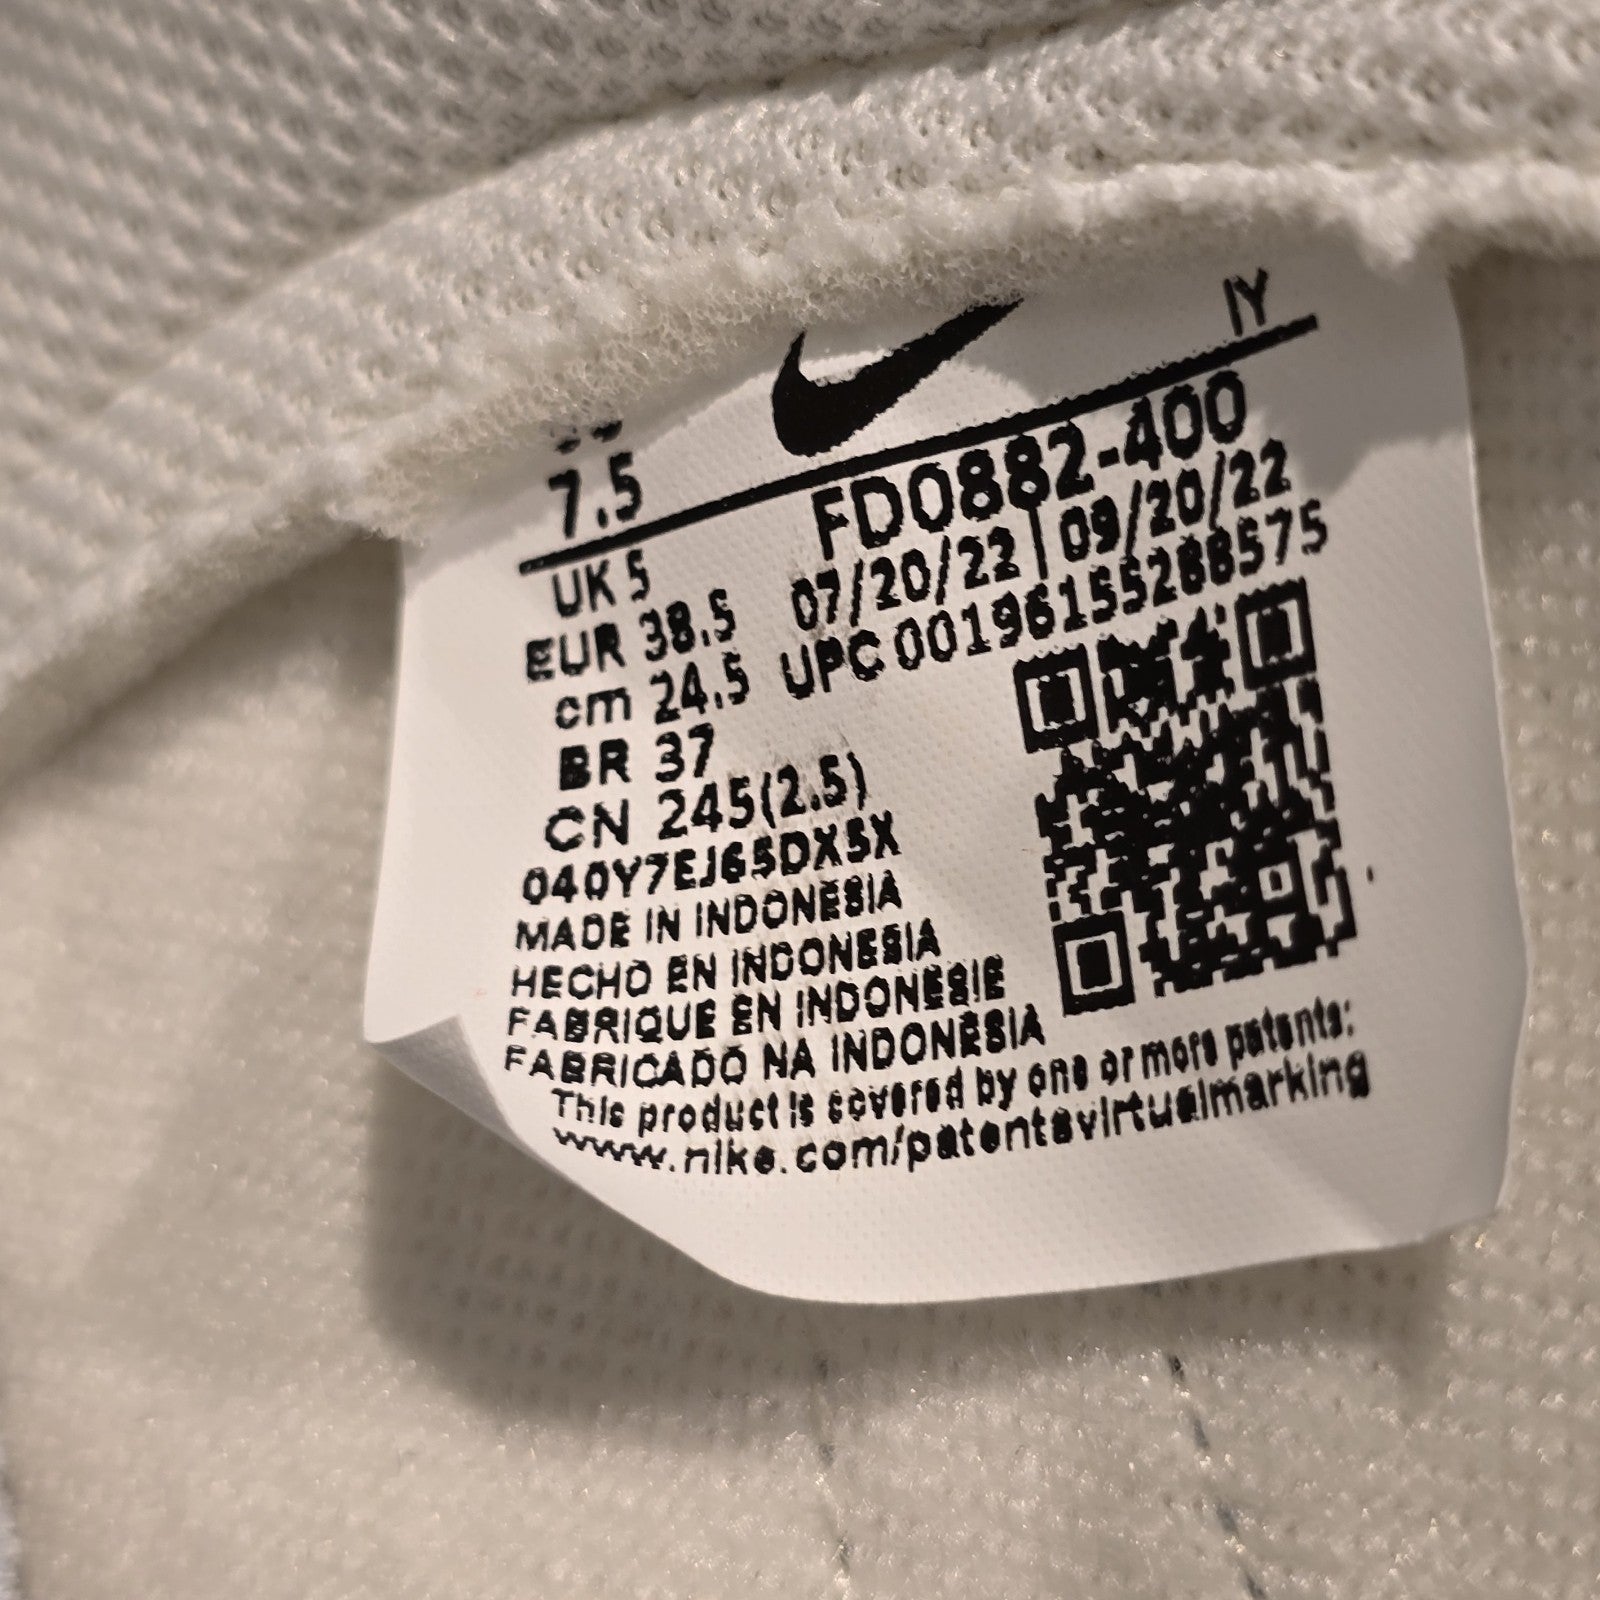 IY
7.5
FD0882-400
UK 5
07/20/22 | 09/20/22
EUR 38.5
UPC 00196155288575
cm 24.5
BR 37
CN 245(2.5)
040Y7EJ65DX5X
MADE IN INDONESIA
HECHO EN INDONESIA
FABRIQUE EN INDONESIE
FABRICADO NA INDONESIA
This product is covered by one or more patents:
www.nike.com/patentsvirtualmarking